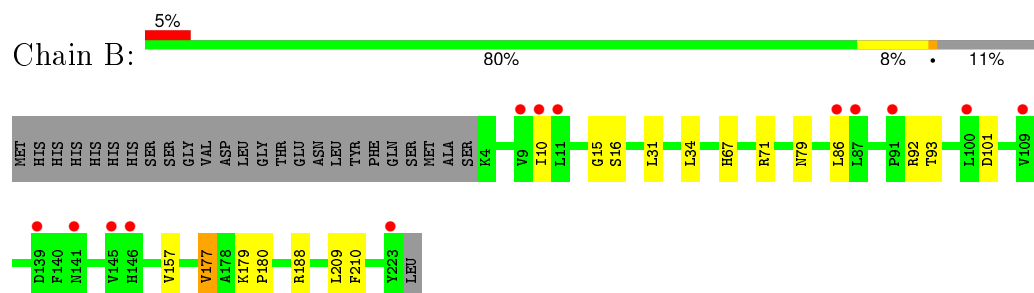 5%
Chain B:
80% 8% • 11%
MET HIS HIS HIS HIS HIS HIS SER SER GLY VAL ASP LEU GLY THR GLU ASN LEU TYR PHE GLN SER MET ALA SER K4 V9 I10 L11 G15 S16 L31 L34 H67 R71 N79 L86 L87 P91 R92 T93 L100 D101 V109
D139 F140 N141 V145 H146 V157 V177 A178 K179 P180 R188 L209 F210 Y223 LEU